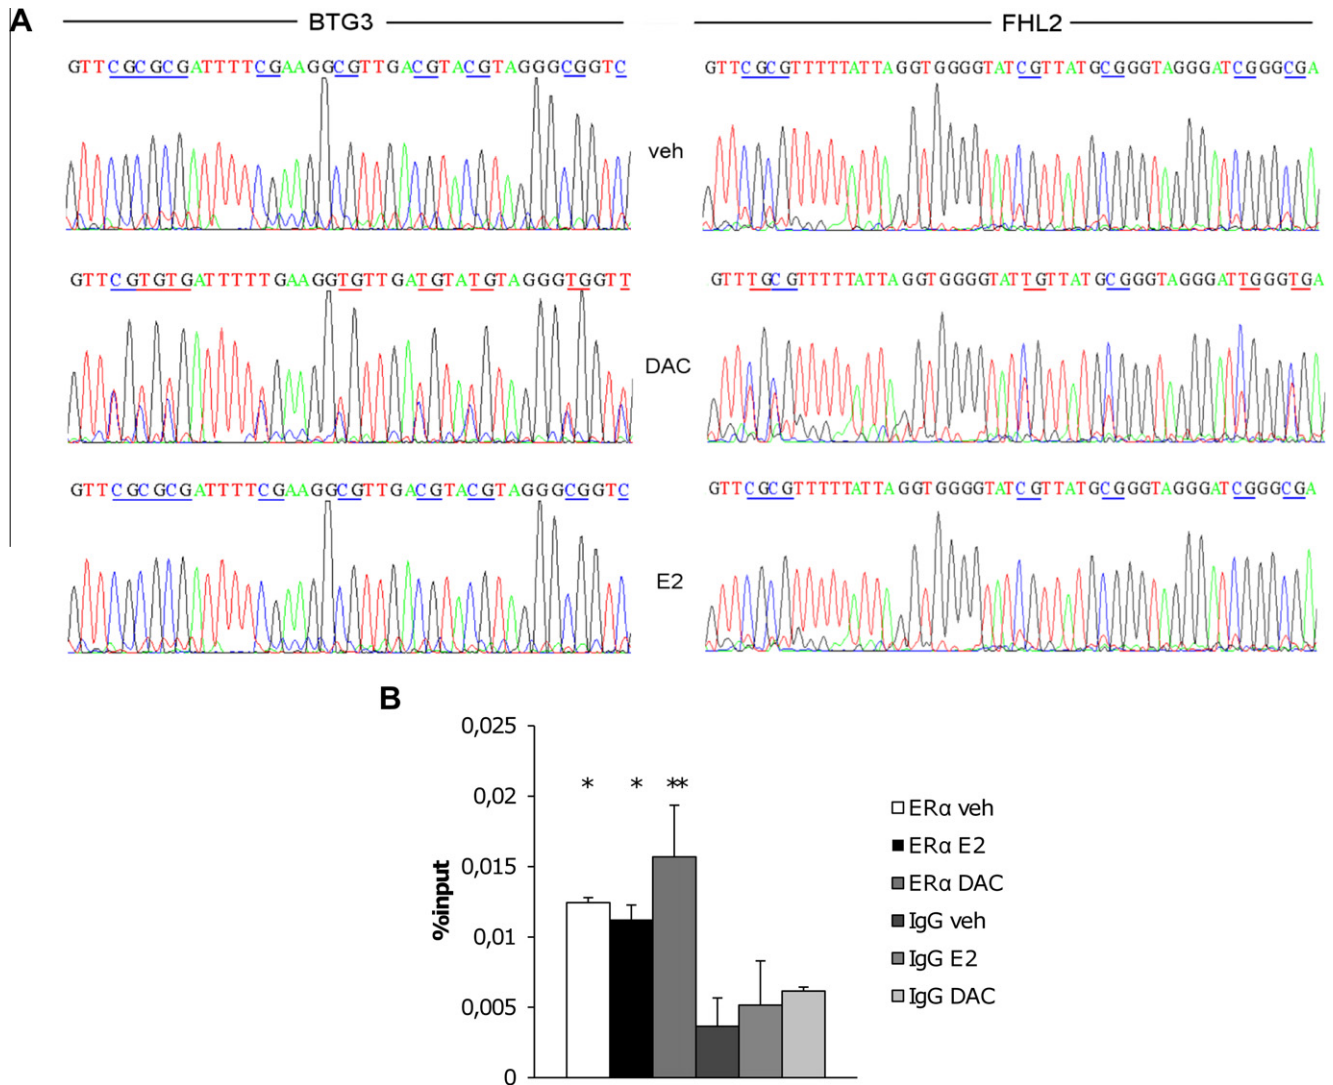 A
BTG3
FHL2
GTTCGCGCGATTTTCGAAGGCGTTGACGTACGTAGGGCGGTC
GTTCGCGTTTTTATTAGGTGGGGTATCGTTATGCGGGTAGGGATCGGGCGA
veh
GTTCGTGTGATTTTTGAAGGTGTTGATGTATGTAGGGTGGTT
GTTTGCGTTTTTATTAGGTGGGGTATTGTTATGCGGGTAGGGATTGGGTGA
DAC
GTTCGCGCGATTTTCGAAGGCGTTGACGTACGTAGGGCGGTC
GTTCGCGTTTTTATTAGGTGGGGTATCGTTATGCGGGTAGGGATCGGGCGA
E2
B
%input
0,025
0,02
0,015
0,01
0,005
0
* * **
ERα veh
ERα E2
ERα DAC
IgG veh
IgG E2
IgG DAC